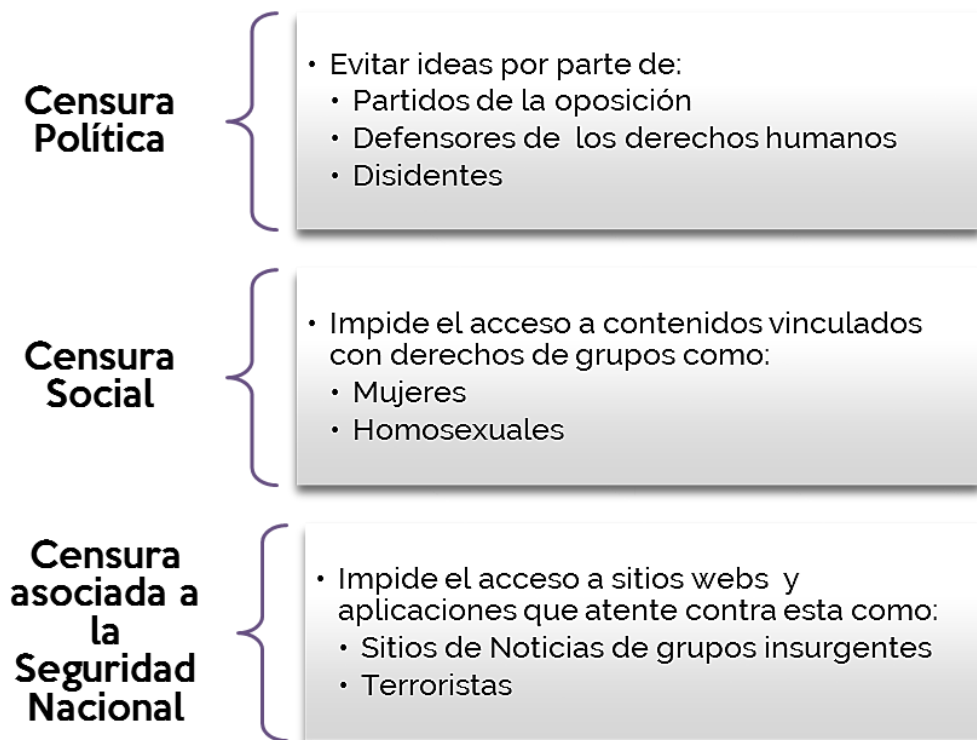 Censura
Política
• Evitar ideas por parte de:
• Partidos de la oposición
• Defensores de los derechos humanos
• Disidentes
Censura
Social
• Impide el acceso a contenidos vinculados
con derechos de grupos como:
• Mujeres
• Homosexuales
Censura
asociada a
la
Seguridad
Nacional
• Impide el acceso a sitios webs y
aplicaciones que atente contra esta como:
• Sitios de Noticias de grupos insurgentes
• Terroristas